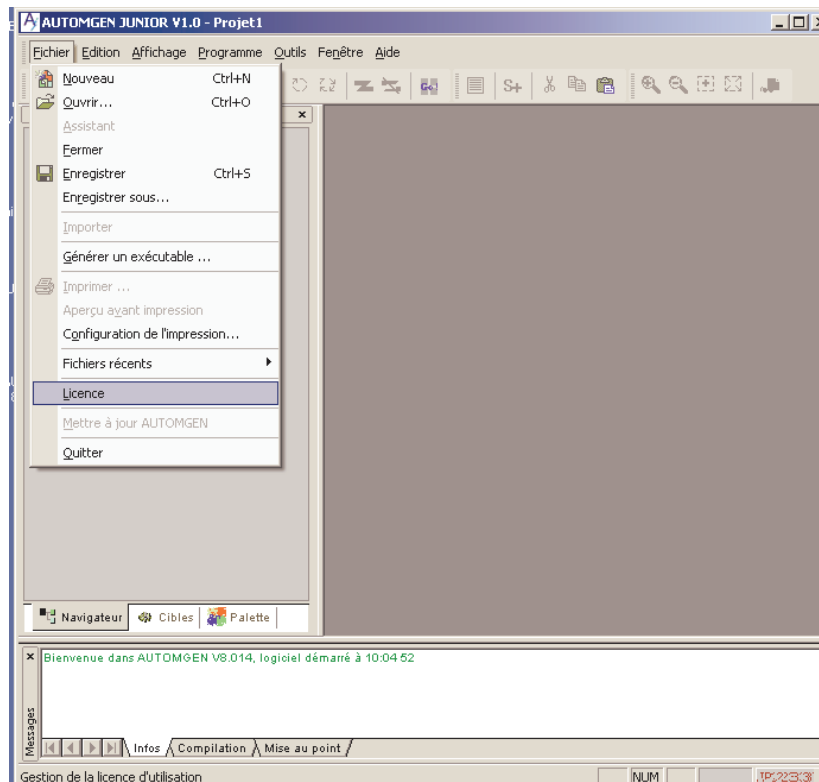 AUTOMGEN JUNIOR V1.0 - Projet1
Fichier Edition Affichage Programme Outils Fenêtre Aide
Nouveau Ctrl+N
Ouvrir... Ctrl+O
Assistant
Fermer
Enregistrer Ctrl+S
Enregistrer sous...
Importer
Générer un exécutable ...
Imprimer ...
Aperçu avant impression
Configuration de l'impression...
Fichiers récents
Licence
Mettre à jour AUTOMGEN
Quitter
S+
Navigateur Cibles Palette
Bienvenue dans AUTOMGEN V8.014, logiciel démarré à 10:04 52
Messages
Infos Compilation Mise au point
Gestion de la licence d'utilisation NUM